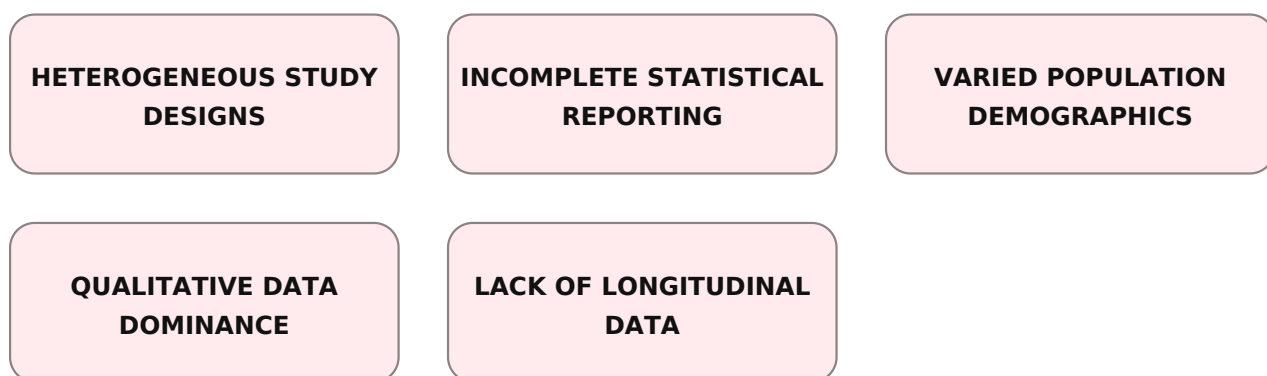 HETEROGENEOUS STUDY
DESIGNS
INCOMPLETE STATISTICAL
REPORTING
VARIED POPULATION
DEMOGRAPHICS
QUALITATIVE DATA
DOMINANCE
LACK OF LONGITUDINAL
DATA